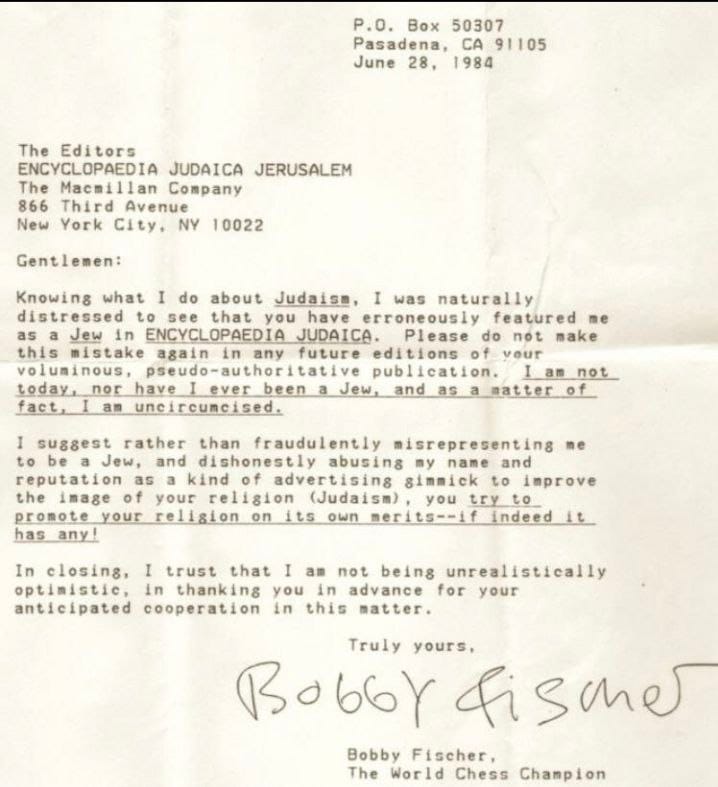 P.O. Box 50307
Pasadena, CA 91105
June 28, 1984
The Editors
ENCYCLOPAEDIA JUDAICA JERUSALEM
The Macmillan Company
866 Third Avenue
New York City, NY 10022
Gentlemen:
Knowing what I do about Judaism, I was naturally
distressed to see that you have erroneously featured me
as a Jew in ENCYCLOPAEDIA JUDAICA. Please do not make
this mistake again in any future editions of your
voluminous, pseudo-authoritative publication. I am not
today, nor have I ever been a Jew, and as a matter of
fact, I am uncircumcised.
I suggest rather than fraudulently misrepresenting me
to be a Jew, and dishonestly abusing my name and
reputation as a kind of advertising gimmick to improve
the image of your religion (Judaism), you try to
promote your religion on its own merits--if indeed it
has any!
In closing, I trust that I am not being unrealistically
optimistic, in thanking you in advance for your
anticipated cooperation in this matter.
Truly yours,
Bobby Fischer
Bobby Fischer,
The World Chess Champion